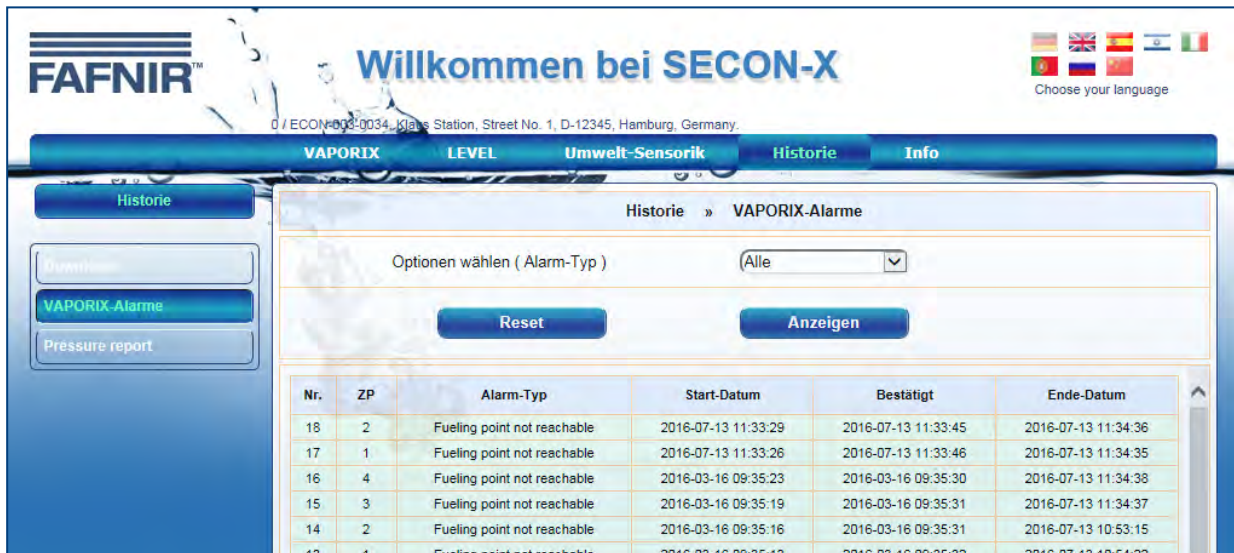 FAFNIR™
Willkommen bei SECON-X
Choose your language
0 / ECON-003-0034, Klaus Station, Street No. 1, D-12345, Hamburg, Germany.
VAPORIX LEVEL Umwelt-Sensorik Historie Info
Historie
Historie » VAPORIX-Alarme
Download
VAPORIX-Alarme
Pressure report
Optionen wählen ( Alarm-Typ )
(Alle
Reset Anzeigen
Nr. ZP Alarm-Typ Start-Datum Bestätigt Ende-Datum
18 2 Fueling point not reachable 2016-07-13 11:33:29 2016-07-13 11:33:45 2016-07-13 11:34:36
17 1 Fueling point not reachable 2016-07-13 11:33:26 2016-07-13 11:33:46 2016-07-13 11:34:35
16 4 Fueling point not reachable 2016-03-16 09:35:23 2016-03-16 09:35:30 2016-07-13 11:34:38
15 3 Fueling point not reachable 2016-03-16 09:35:19 2016-03-16 09:35:31 2016-07-13 11:34:37
14 2 Fueling point not reachable 2016-03-16 09:35:16 2016-03-16 09:35:31 2016-07-13 10:53:15